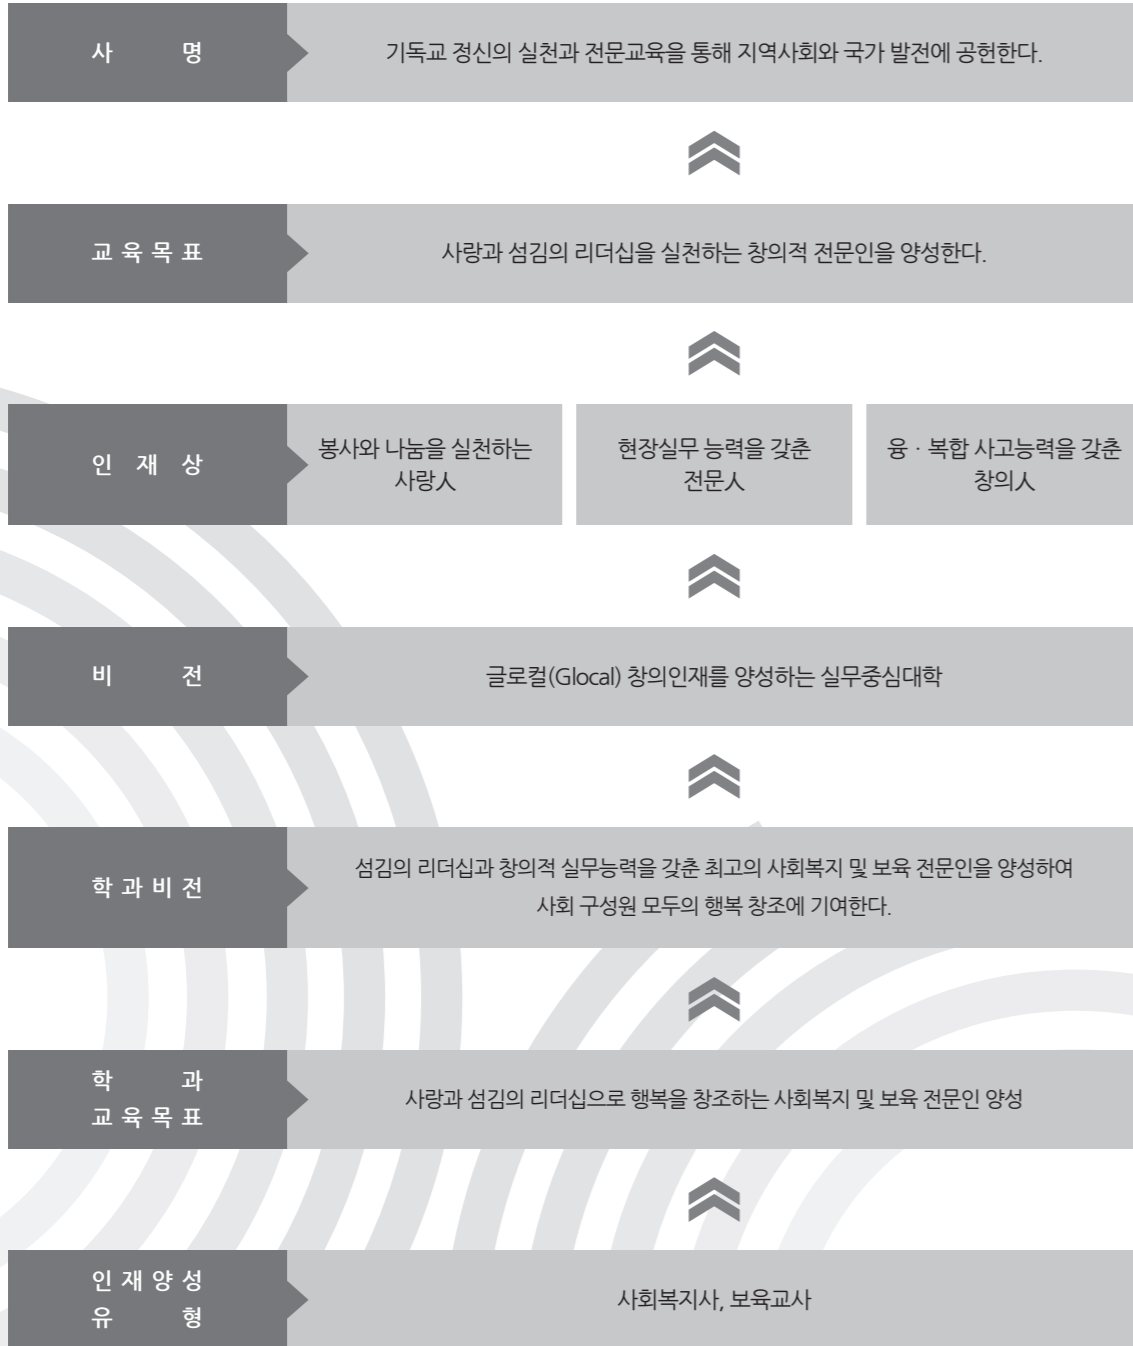 사 명
기독교 정신의 실천과 전문교육을 통해 지역사회와 국가 발전에 공헌한다.
교 육 목 표
사랑과 섬김의 리더십을 실천하는 창의적 전문인을 양성한다.
인 재 상
봉사와 나눔을 실천하는
사랑人
현장실무 능력을 갖춘
전문人
융 · 복합 사고능력을 갖춘
창의人
비 전
글로컬(Glocal) 창의인재를 양성하는 실무중심대학
학 과 비 전
섬김의 리더십과 창의적 실무능력을 갖춘 최고의 사회복지 및 보육 전문인을 양성하여
사회 구성원 모두의 행복 창조에 기여한다.
학 과
교 육 목 표
사랑과 섬김의 리더십으로 행복을 창조하는 사회복지 및 보육 전문인 양성
인 재 양 성
유 형
사회복지사, 보육교사